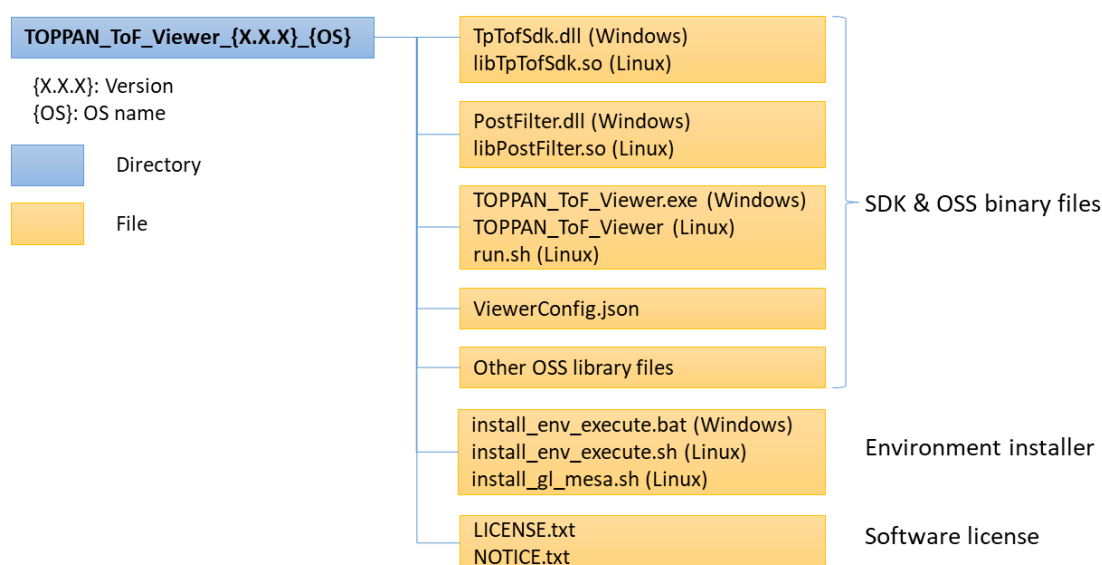 TOPPAN_ToF_Viewer_{X.X.X}_{OS}
{X.X.X}: Version
{OS}: OS name
Directory
File
TpTofSdk.dll (Windows)
libTpTofSdk.so (Linux)
PostFilter.dll (Windows)
libPostFilter.so (Linux)
TOPPAN_ToF_Viewer.exe (Windows)
TOPPAN_ToF_Viewer (Linux)
run.sh (Linux)
ViewerConfig.json
Other OSS library files
SDK & OSS binary files
install_env_execute.bat (Windows)
install_env_execute.sh (Linux)
install_gl_mesa.sh (Linux)
Environment installer
LICENSE.txt
NOTICE.txt
Software license